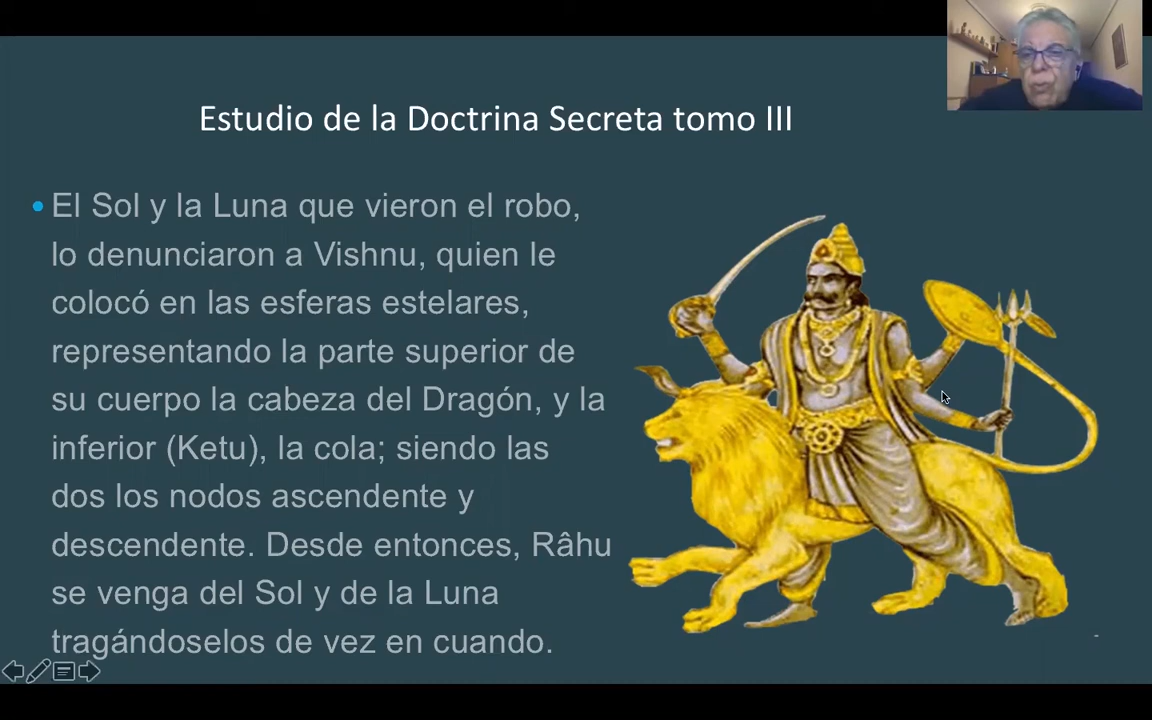 Estudio de la Doctrina Secreta tomo III
• El Sol y la Luna que vieron el robo,
lo denunciaron a Vishnu, quien le
colocó en las esferas estelares,
representando la parte superior de
su cuerpo la cabeza del Dragón, y la
inferior (Ketu), la cola; siendo las
dos los nodos ascendente y
descendente. Desde entonces, Râhu
se venga del Sol y de la Luna
tragándoselos de vez en cuando.